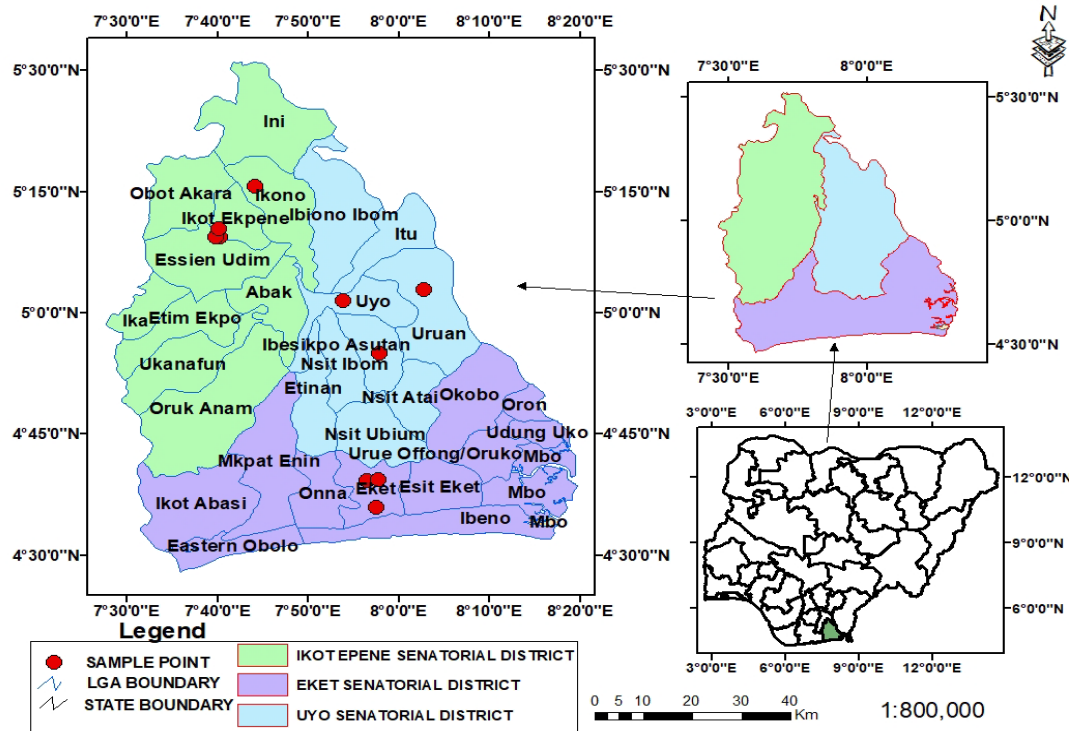 7°30'0"E 7°40'0"E 7°50'0"E 8°0'0"E 8°10'0"E 8°20'0"E
N
5°30'0"N
5°15'0"N
5°0'0"N
4°45'0"N
4°30'0"N
Ini
Obot Akara
Ikono
Ikot Ekpene
Ibiono Ibom
Itu
Essien Udim
Abak
Uyo
Ika
Etim Ekpo
Uruan
Ibesikpo Asutan
Ukanafun
Nsit Ibom
Etinan
Oruk Anam
Nsit Atai
Okobo
Oron
Nsit Ubium
Udung Uko
Urue Offong/Oruko
Mbo
Mkpat Enin
Onna
Eket
Esit Eket
Mbo
Ikot Abasi
Ibeno
Mbo
Eastern Obolo
7°30'0"E 7°40'0"E 7°50'0"E 8°0'0"E 8°10'0"E 8°20'0"E
7°30'0"E 8°0'0"E
5°30'0"N 5°30'0"N
5°0'0"N 5°0'0"N
4°30'0"N 4°30'0"N
7°30'0"E 8°0'0"E
3°00'0"E 6°0'0"E 9°0'0"E 12°0'0"E
12°0'0"N 12°0'0"N
9°0'0"N 9°0'0"N
6°0'0"N 6°0'0"N
3°00'0"E 6°0'0"E 9°0'0"E 12°0'0"E
Legend
SAMPLE POINT
LGA BOUNDARY
STATE BOUNDARY
IKOT EPENE SENATORIAL DISTRICT
EKET SENATORIAL DISTRICT
UYO SENATORIAL DISTRICT
0 5 10 20 30 40
Km
1:800,000